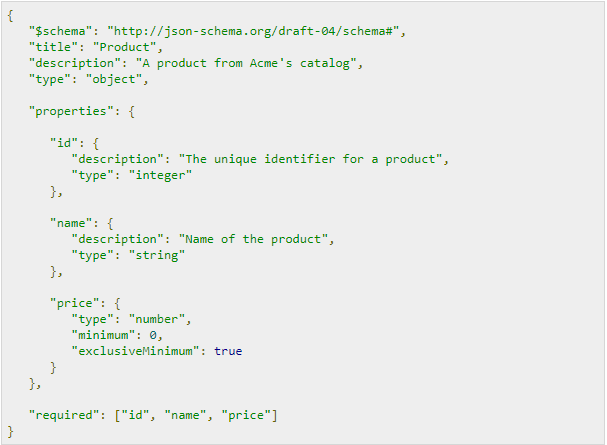 {
   "$schema": "http://json-schema.org/draft-04/schema#",
   "title": "Product",
   "description": "A product from Acme's catalog",
   "type": "object",

   "properties": {

      "id": {
         "description": "The unique identifier for a product",
         "type": "integer"
      },

      "name": {
         "description": "Name of the product",
         "type": "string"
      },

      "price": {
         "type": "number",
         "minimum": 0,
         "exclusiveMinimum": true
      }
   },

   "required": ["id", "name", "price"]
}